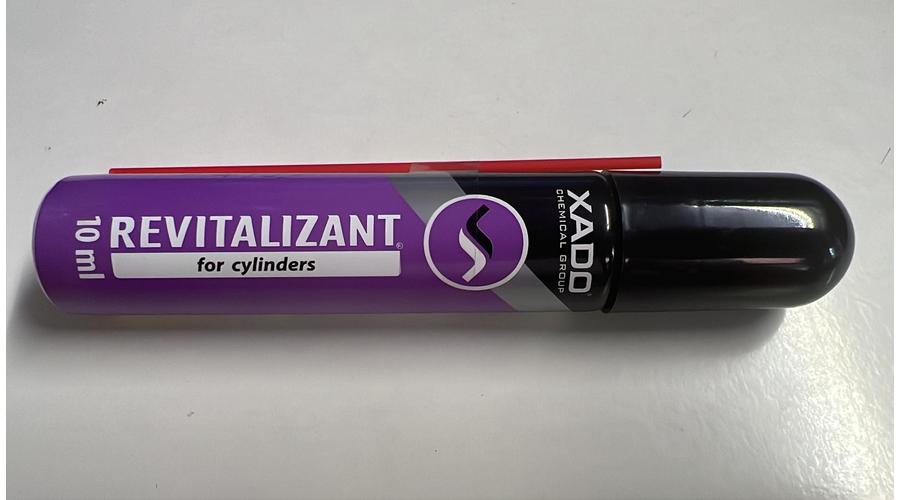 10 ml
REVITALIZANT®
for cylinders
XADO
CHEMICAL GROUP